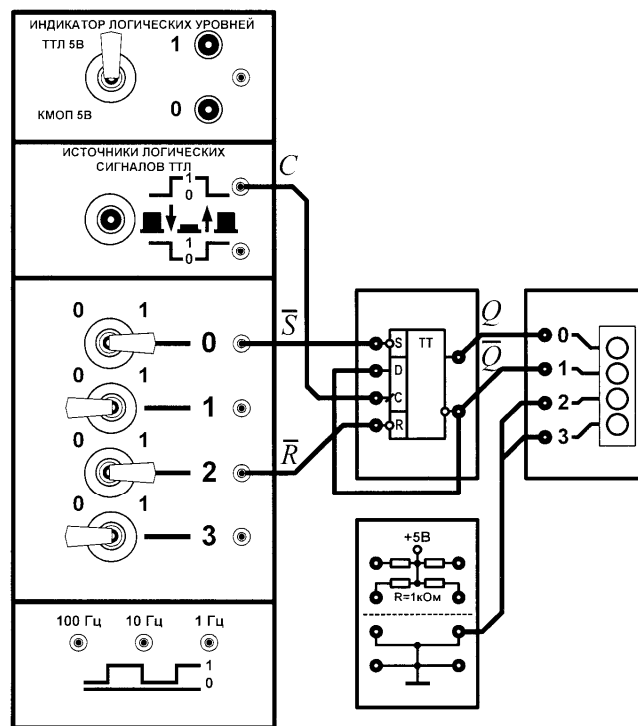 ИНДИКАТОР ЛОГИЧЕСКИХ УРОВНЕЙ
ТТЛ 5В
1
КМОП 5В
0
ИСТОЧНИКИ ЛОГИЧЕСКИХ
СИГНАЛОВ ТТЛ
1
0
1
0
C
0 1
0
S̅
0 1
1
0 1
2
R̅
0 1
3
100 Гц 10 Гц 1 Гц
1
0
S TT
D
C
R
Q
Q̅
0
1
2
3
+5В
R=1кОм